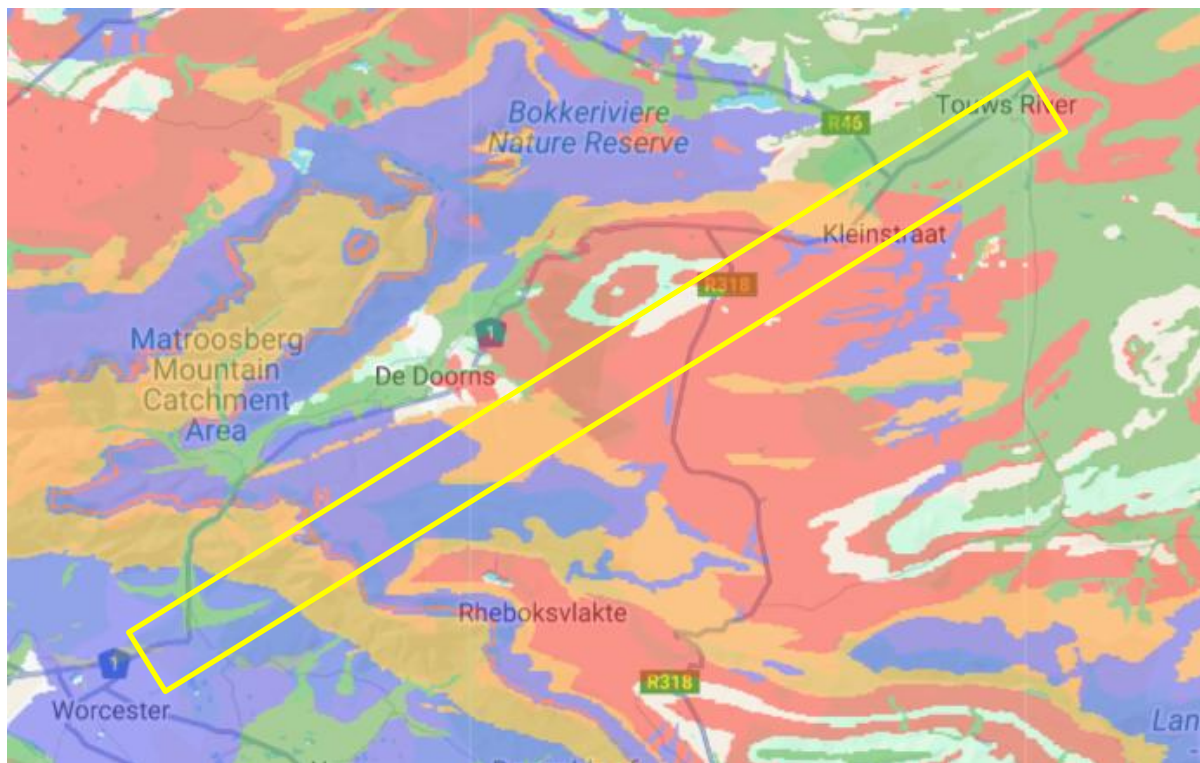 Bokkeriviere
Nature Reserve
Touws River
R46
Kleinstraat
R318
1
Matroosberg
Mountain
Catchment
Area
De Doorns
Rheboksvlakte
R318
1
Worcester
Lan